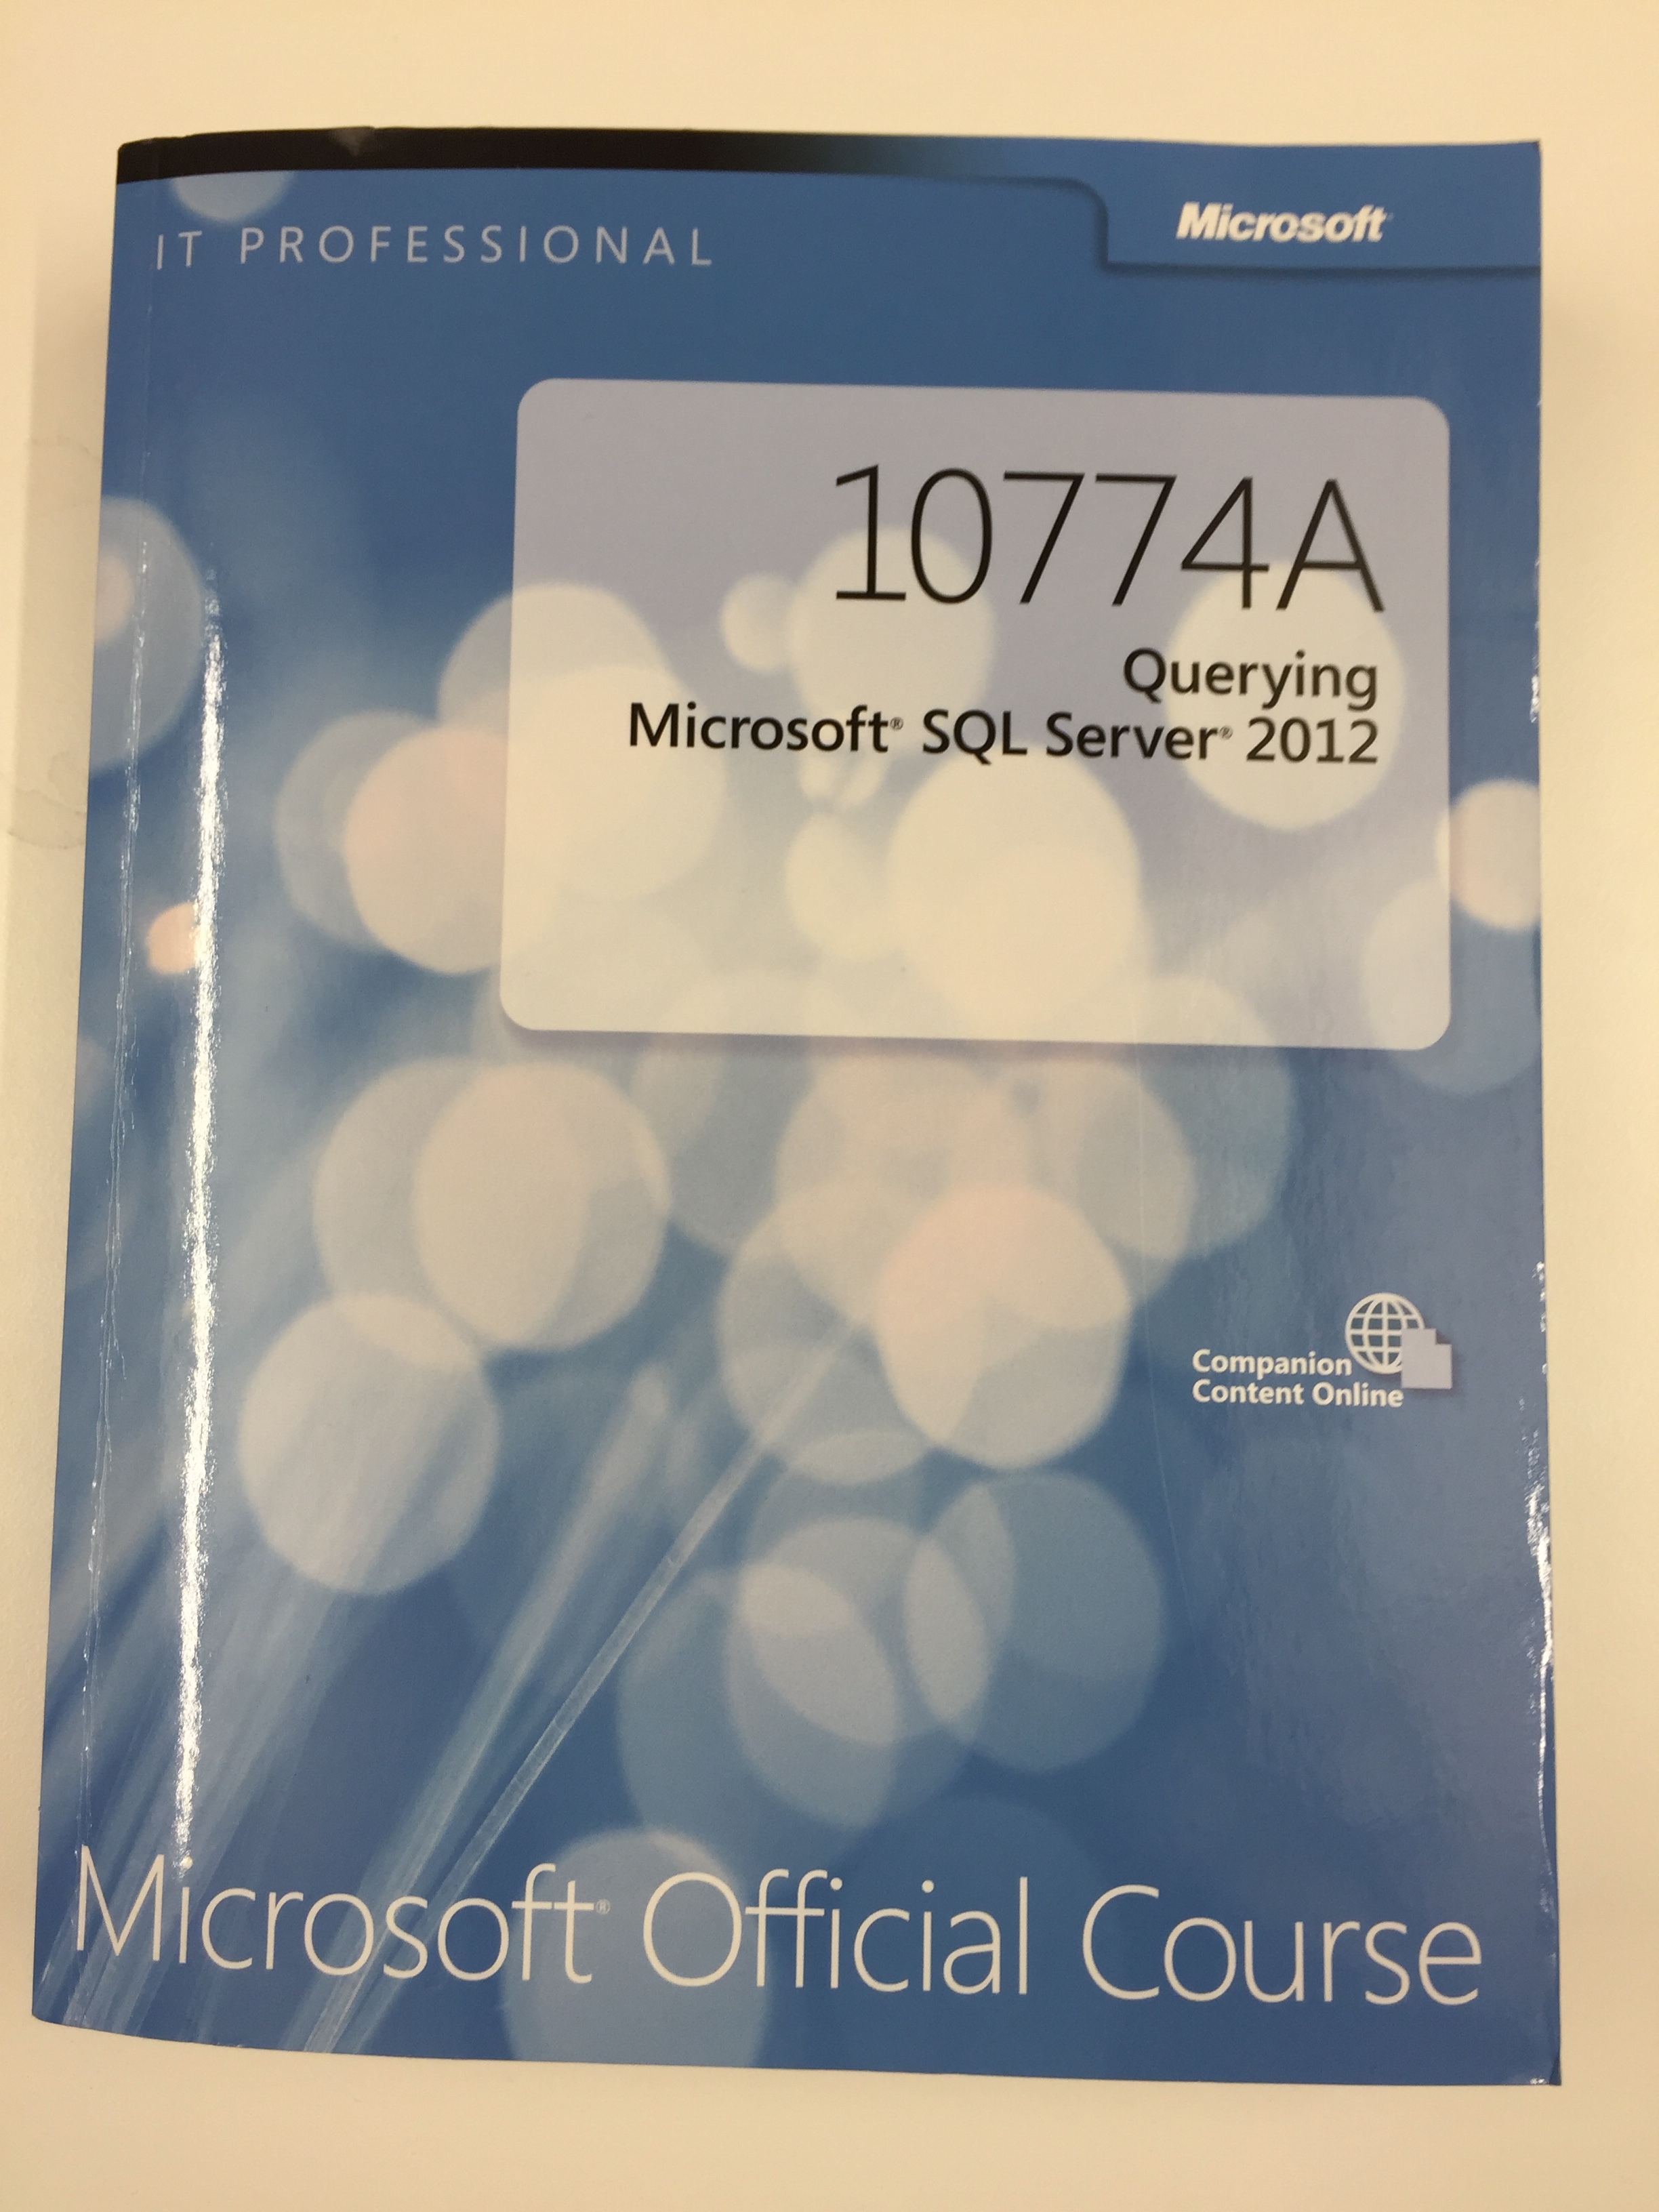 IT PROFESSIONAL
Microsoft
10774A
Querying
Microsoft® SQL Server® 2012
Companion
Content Online
Microsoft® Official Course